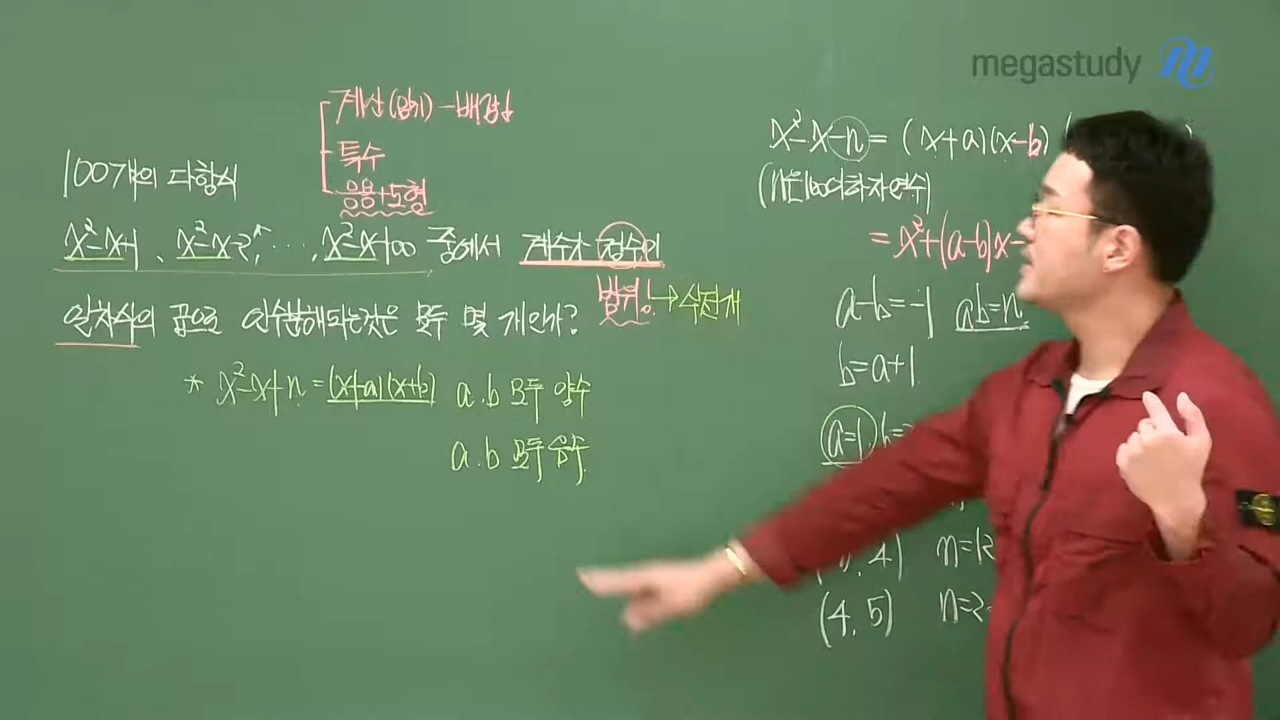 megastudy
계산(암기)-배경난
특수
응용+도형
100개의 다항식
x²-x-1, x²-x-2, ..., x²-x-100 중에서 계수가 정수인
범위! → 수전개
일차식의 곱으로 인수분해되는것은 모두 몇 개인가?
* x²-x+n = (x+a)(x+b) a.b 모두 양수
a.b 모두 음수
x²-x-n = (x+a)(x-b)
(n은 100이하 자연수)
= x²+(a-b)x-
a-b=-1 ab=n
b=a+1
a=1, b=
4) n=12
(4, 5) n=2